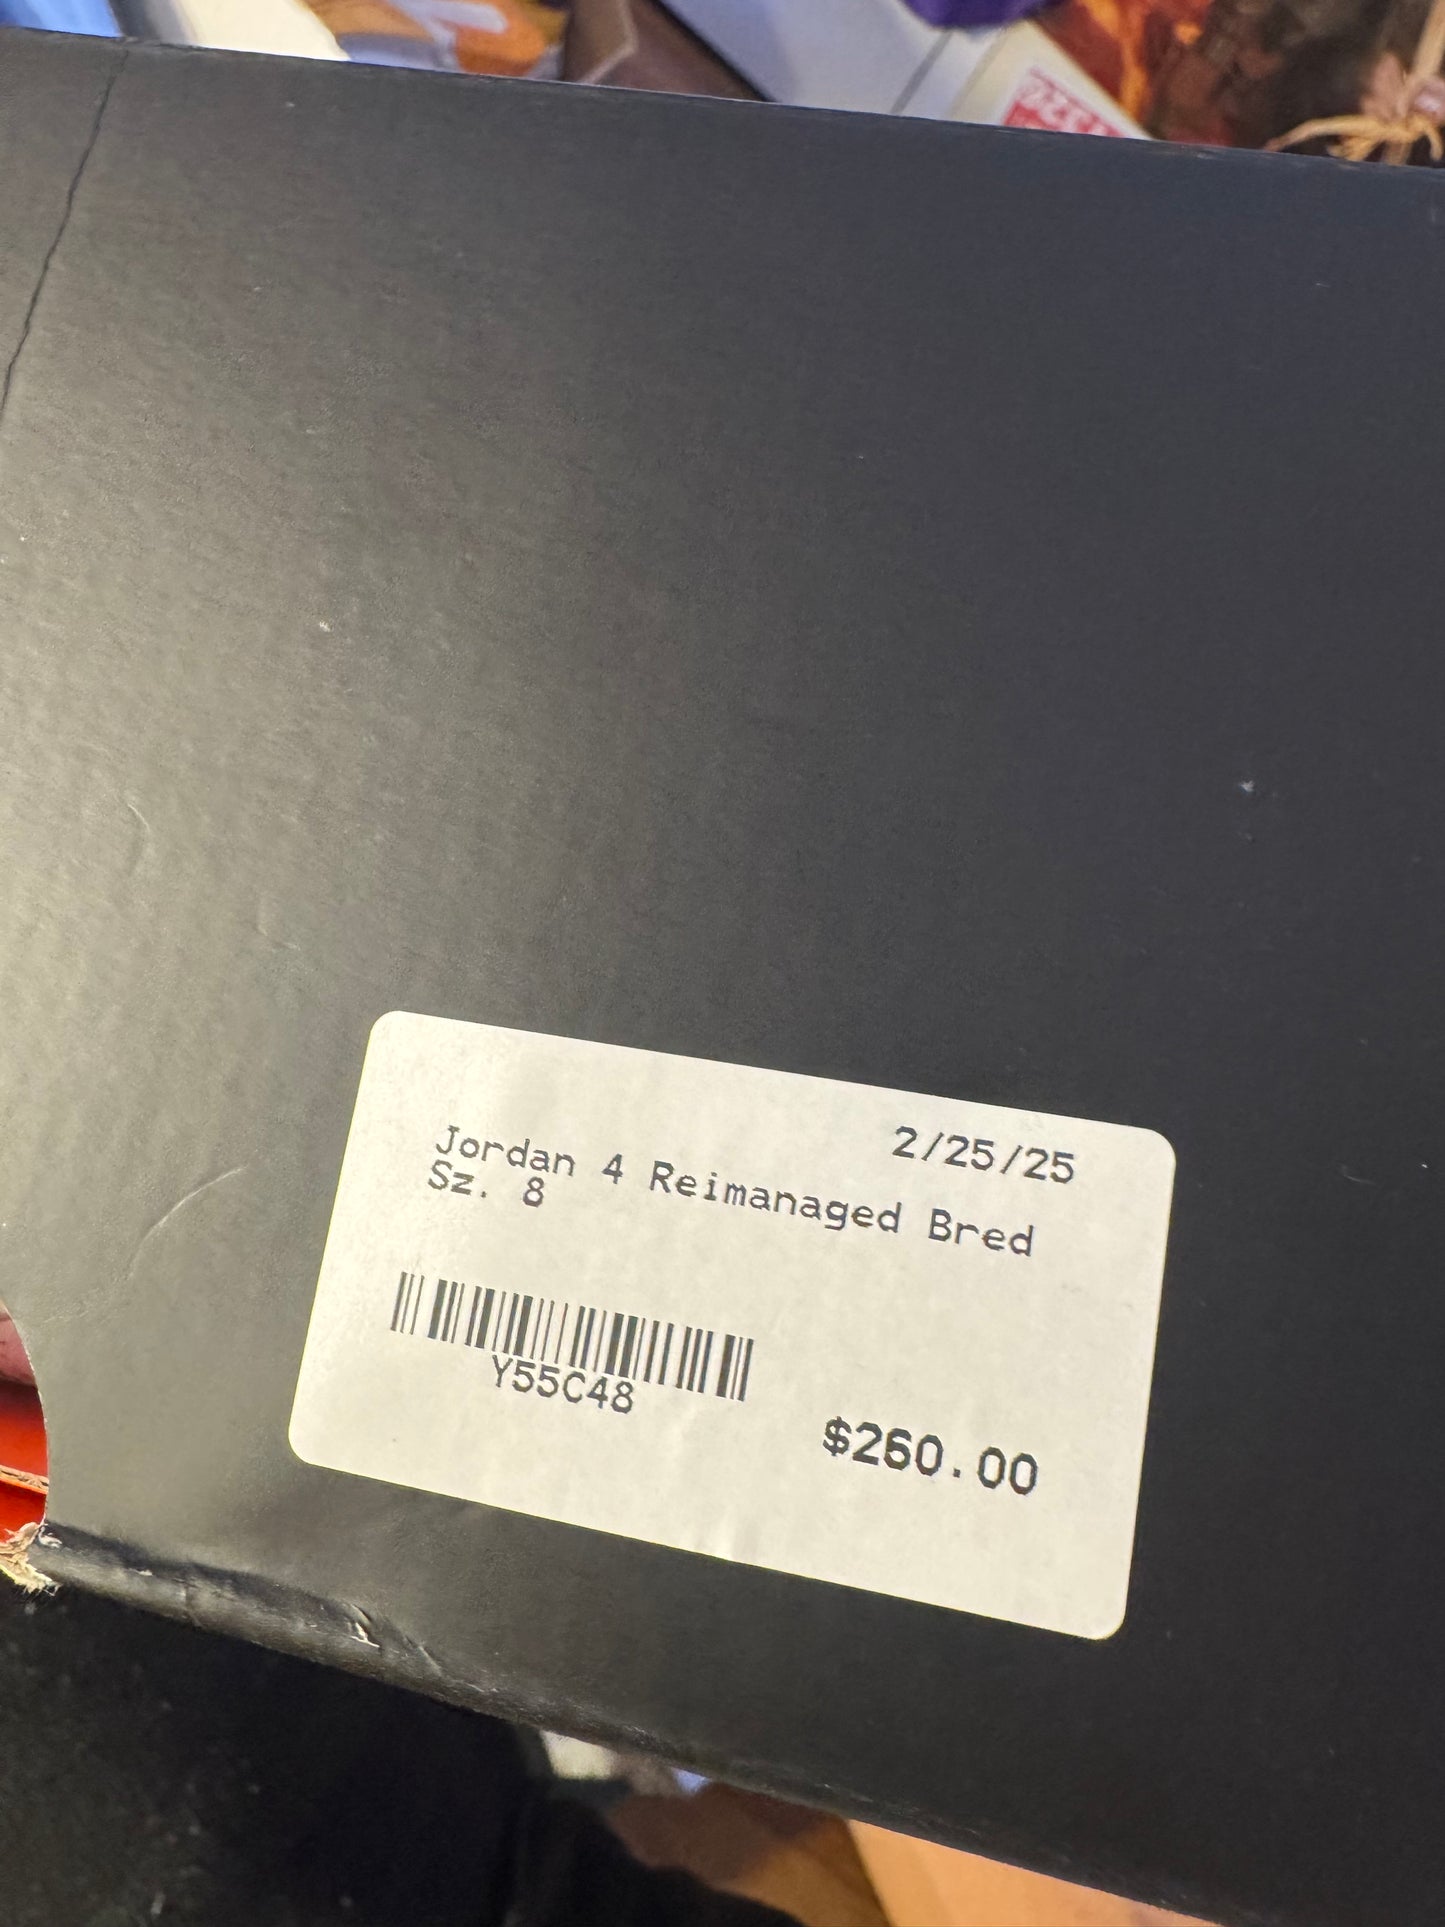 2/25/25
Jordan 4 Reimanaged Bred
Sz. 8
Y55C48
$260.00